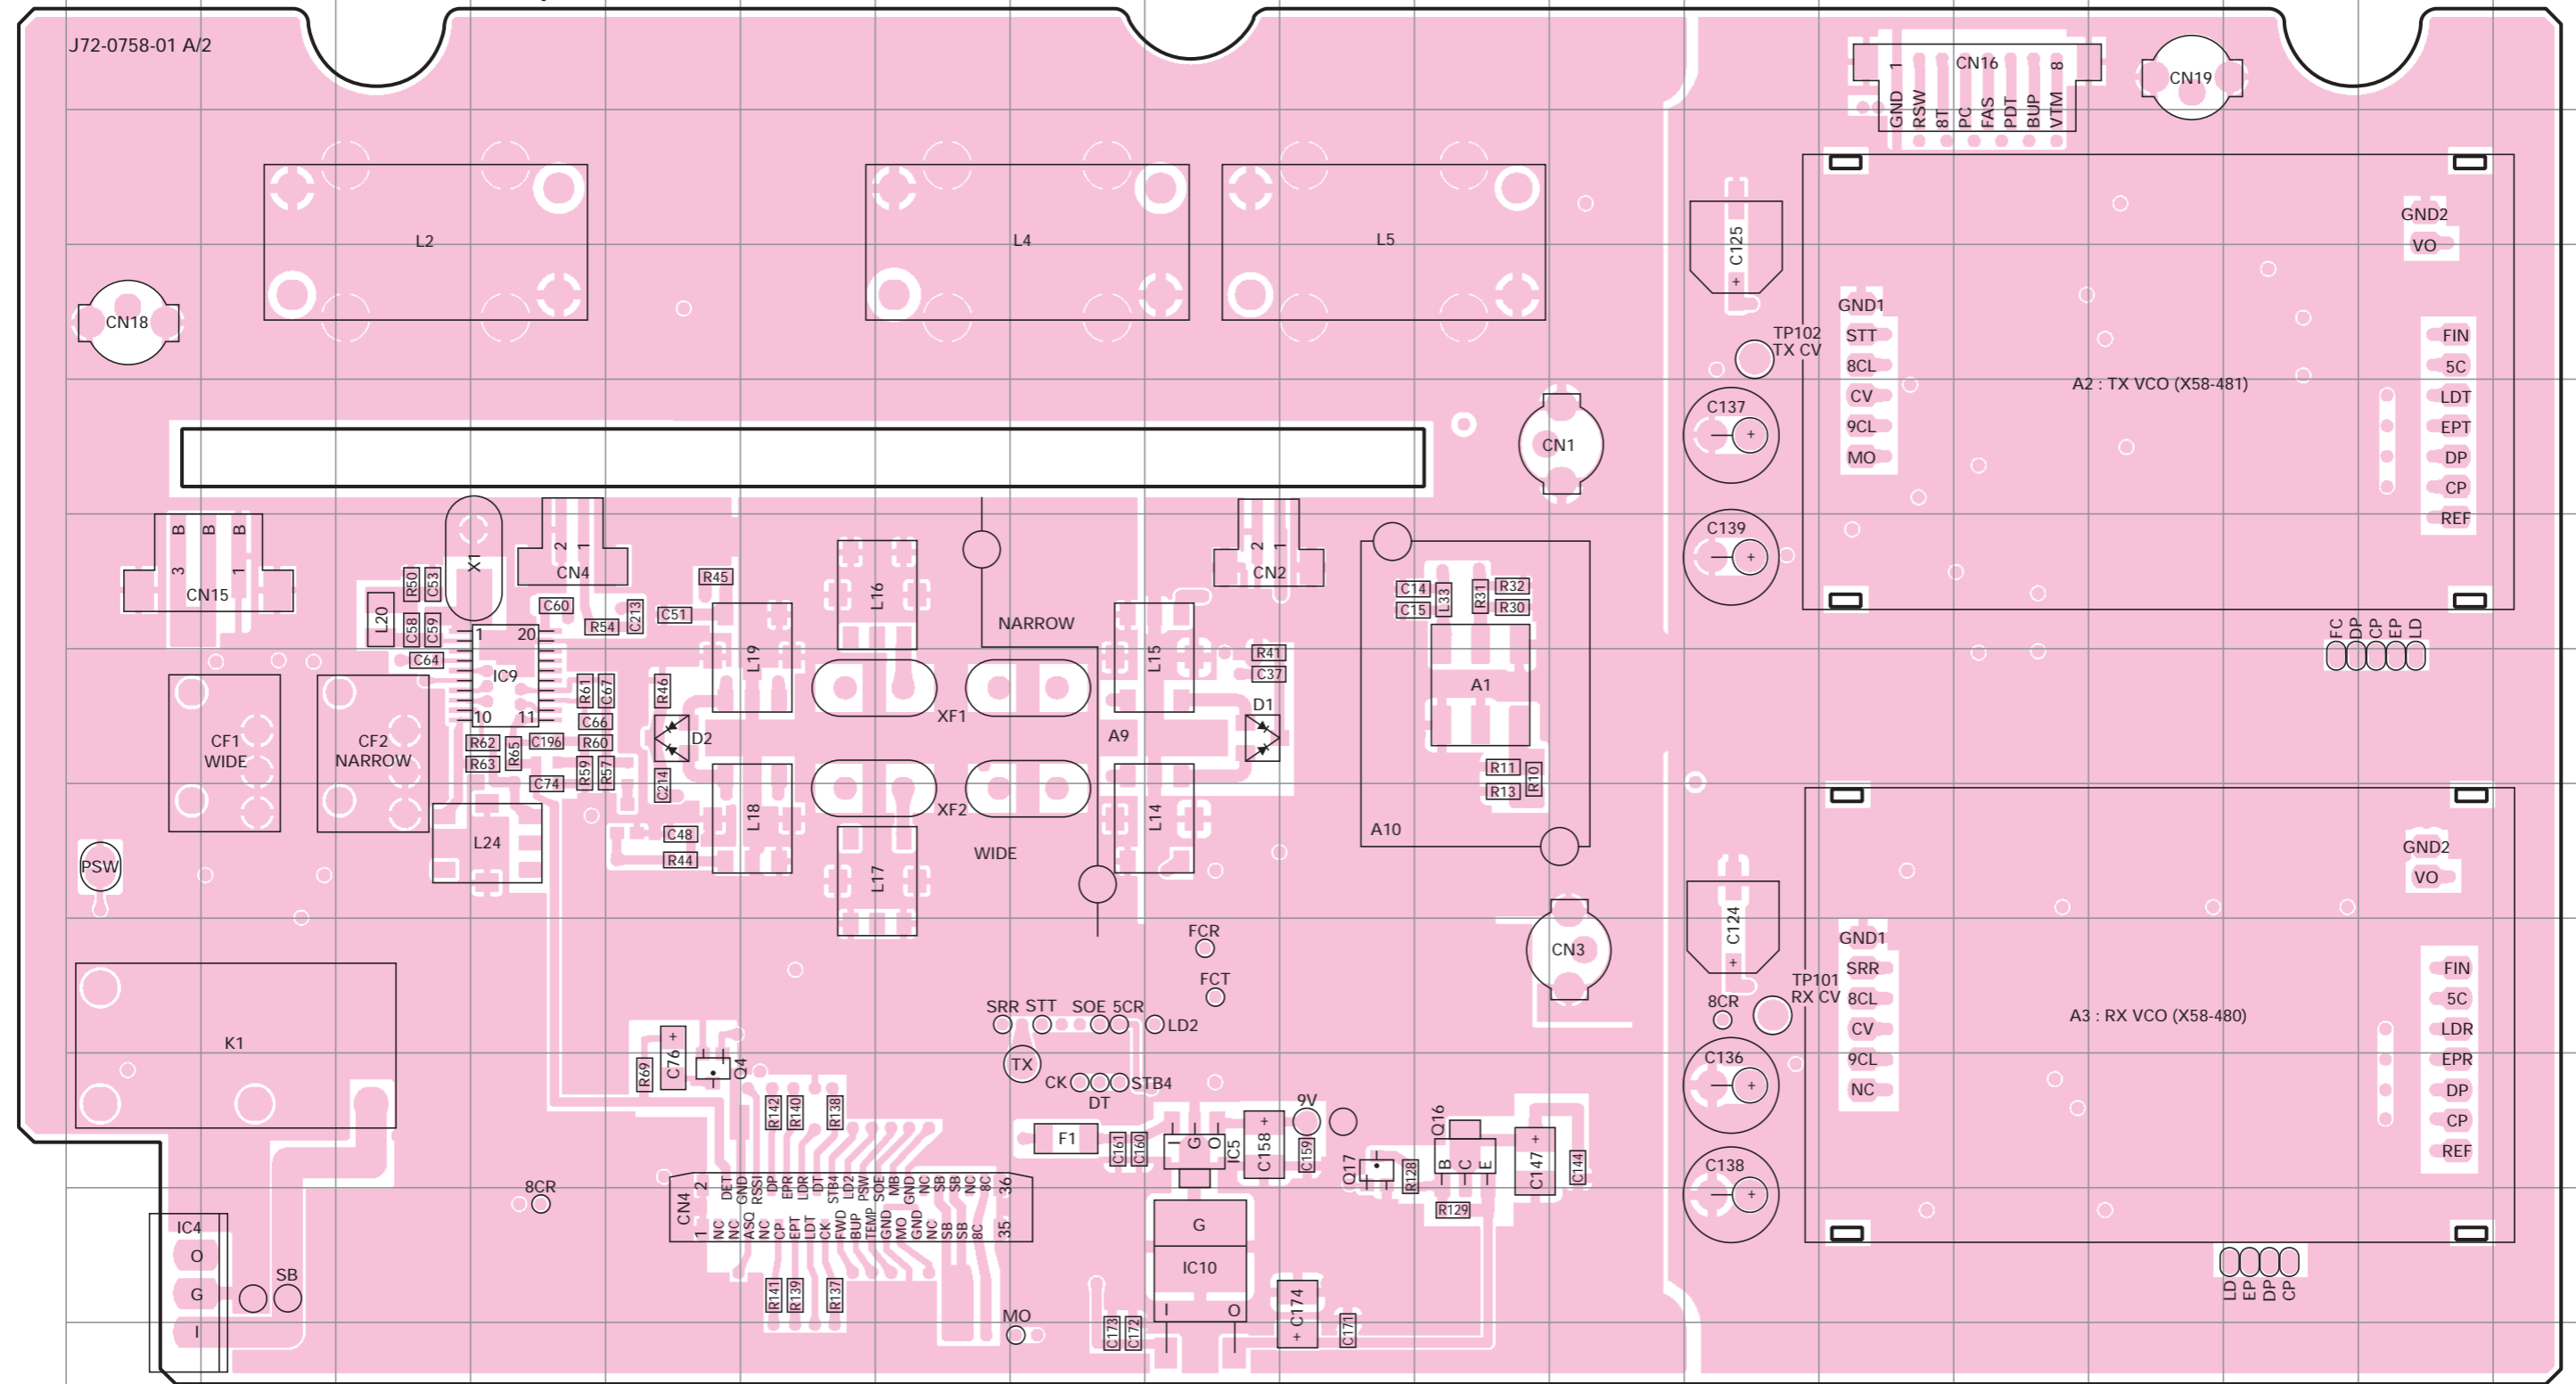 J72-0758-01 A/2
CN16
1
8
GND
RSW
8T
PC
FAS
PDT
BUP
VTM
CN19
L2
L4
L5
C125
+
GND2
VO
CN18
GND1
STT
8CL
CV
9CL
MO
TP102
TX CV
A2 : TX VCO (X58-481)
FIN
5C
LDT
EPT
DP
CP
REF
C137
+
CN1
C139
+
B
B
B
3
1
CN15
X1
2
1
CN4
R50
C53
L20
C58
C59
C60
R54
C213
C51
R45
L16
NARROW
2
1
CN2
C14
C15
L33
R31
R32
R30
FC
DP
CP
EP
LD
1
20
IC9
10
11
C64
R61
C67
C66
R46
L19
L15
R41
C37
D1
A1
XF1
A9
D2
CF1
WIDE
CF2
NARROW
R62
R63
R65
C196
R60
C74
R59
R57
C214
L18
XF2
L14
R11
R10
R13
A10
L24
C48
R44
L17
WIDE
PSW
GND2
VO
C124
+
CN3
FCR
FCT
GND1
SRR
8CL
CV
9CL
NC
TP101
RX CV
8CR
A3 : RX VCO (X58-480)
FIN
5C
LDR
EPR
DP
CP
REF
K1
SRR
STT
SOE
5CR
LD2
TX
CK
DT
STB4
C76
+
R69
Q4
C136
+
R142
R140
R138
F1
C161
C160
I
G
O
IC5
C158
+
9V
C159
Q17
R128
Q16
B
C
E
R129
C147
+
C144
C138
+
CN4
2
DET
GND
RSSI
DP
EPR
LDR
DT
STB4
LD2
PSW
SOE
MB
GND
NC
SB
SB
NC
8C
36
1
NC
NC
ASQ
NC
CP
EPT
LDT
CK
FWD
BUP
TEMP
GND
MO
GND
NC
SB
SB
8C
35
8CR
IC4
O
G
I
SB
R141
R139
R137
MO
G
IC10
I
O
C173
C172
C174
+
C171
LD
EP
DP
CP